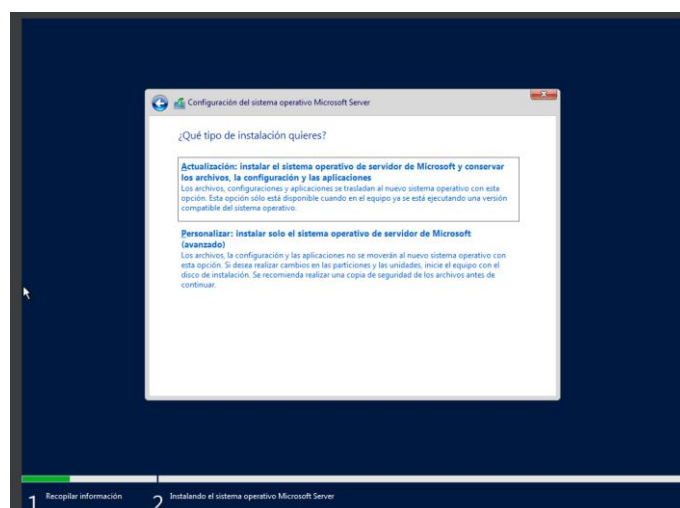 Configuración del sistema operativo Microsoft Server
¿Qué tipo de instalación quieres?
Actualización: instalar el sistema operativo de servidor de Microsoft y conservar
los archivos, la configuración y las aplicaciones
Los archivos, configuraciones y aplicaciones se trasladan al nuevo sistema operativo con esta
opción. Esta opción sólo está disponible cuando en el equipo ya se está ejecutando una versión
compatible del sistema operativo.
Personalizar: instalar solo el sistema operativo de servidor de Microsoft
(avanzado)
Los archivos, la configuración y las aplicaciones no se moverán al nuevo sistema operativo con
esta opción. Si desea realizar cambios en las particiones y las unidades, inicie el equipo con el
disco de instalación. Se recomienda realizar una copia de seguridad de los archivos antes de
continuar.
1 Recopilar información
2 Instalando el sistema operativo Microsoft Server